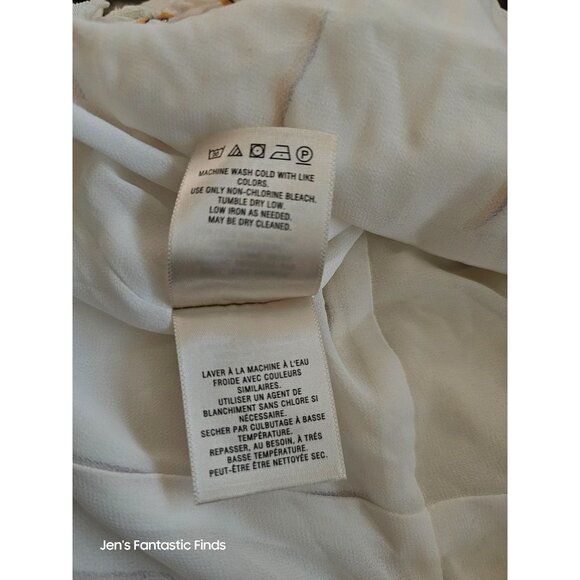 MACHINE WASH COLD WITH LIKE
COLORS.
USE ONLY NON-CHLORINE BLEACH.
TUMBLE DRY LOW.
LOW IRON AS NEEDED.
MAY BE DRY CLEANED.
LAVER À LA MACHINE À L'EAU
FROIDE AVEC COULEURS
SIMILAIRES.
UTILISER UN AGENT DE
BLANCHIMENT SANS CHLORE SI
NÉCESSAIRE.
SECHER PAR CULBUTAGE À BASSE
TEMPÉRATURE.
REPASSER, AU BESOIN, À TRÉS
BASSE TEMPÉRATURE.
PEUT-ÊTRE ÊTRE NETTOYÉE SEC.
Jen's Fantastic Finds